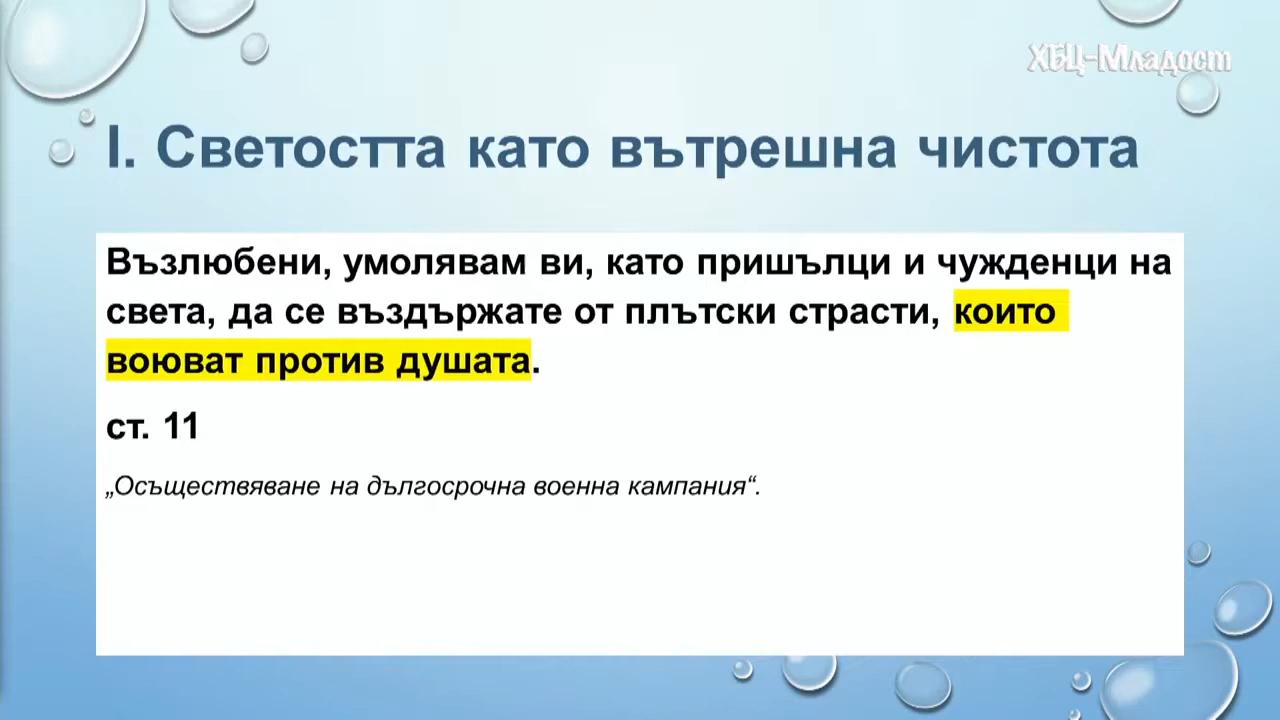 ХБЦ-Младост
I. Светостта като вътрешна чистота
Възлюбени, умолявам ви, като пришълци и чужденци на
света, да се въздържате от плътски страсти, които
воюват против душата.
ст. 11
„Осъществяване на дългосрочна военна кампания“.